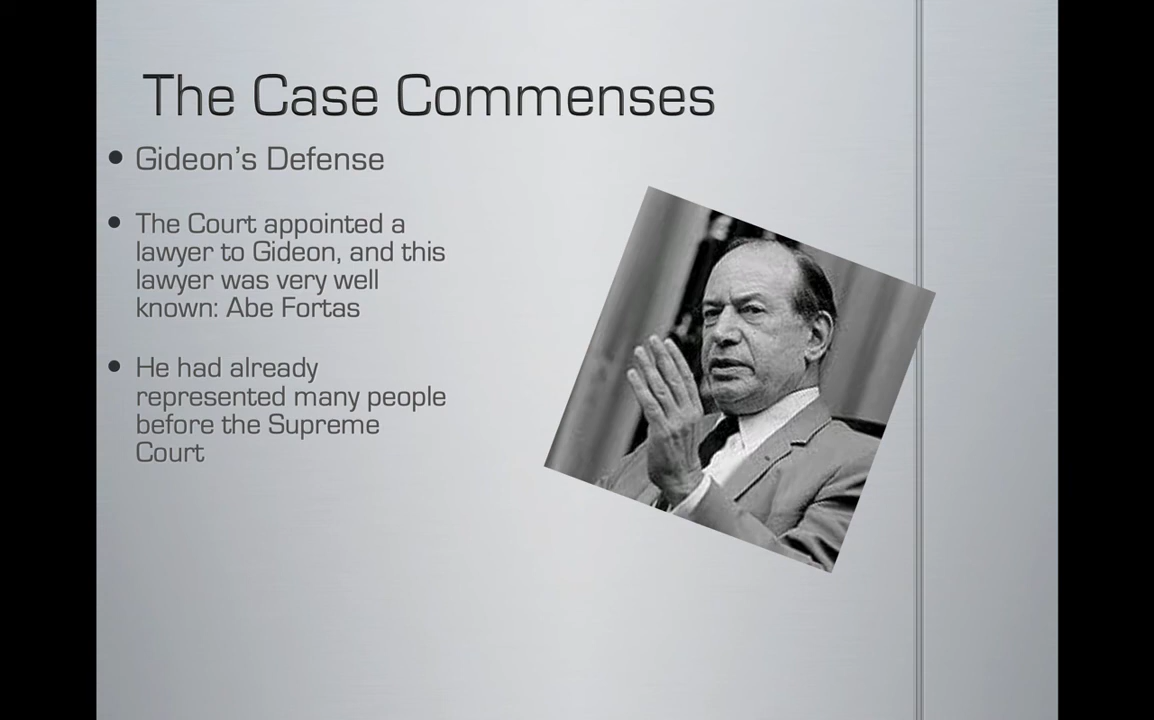 The Case Commenses
• Gideon's Defense
• The Court appointed a
lawyer to Gideon, and this
lawyer was very well
known: Abe Fortas
• He had already
represented many people
before the Supreme
Court